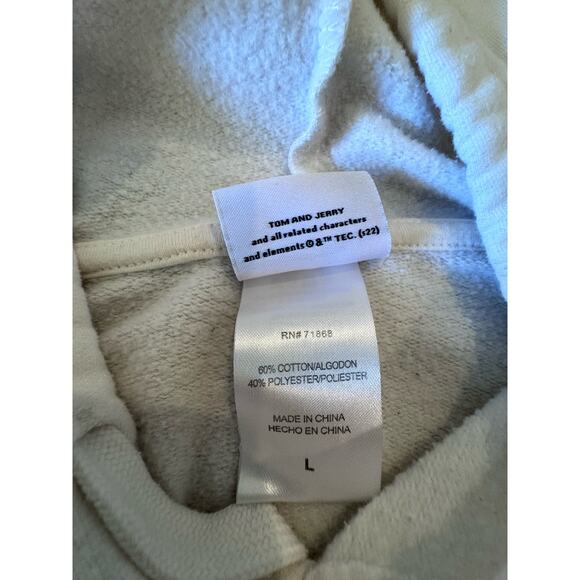 TOM AND JERRY
and all related characters
and elements © & ™ TEC. (s22)
RN# 71868
60% COTTON/ALGODON
40% POLYESTER/POLIESTER
MADE IN CHINA
HECHO EN CHINA
L